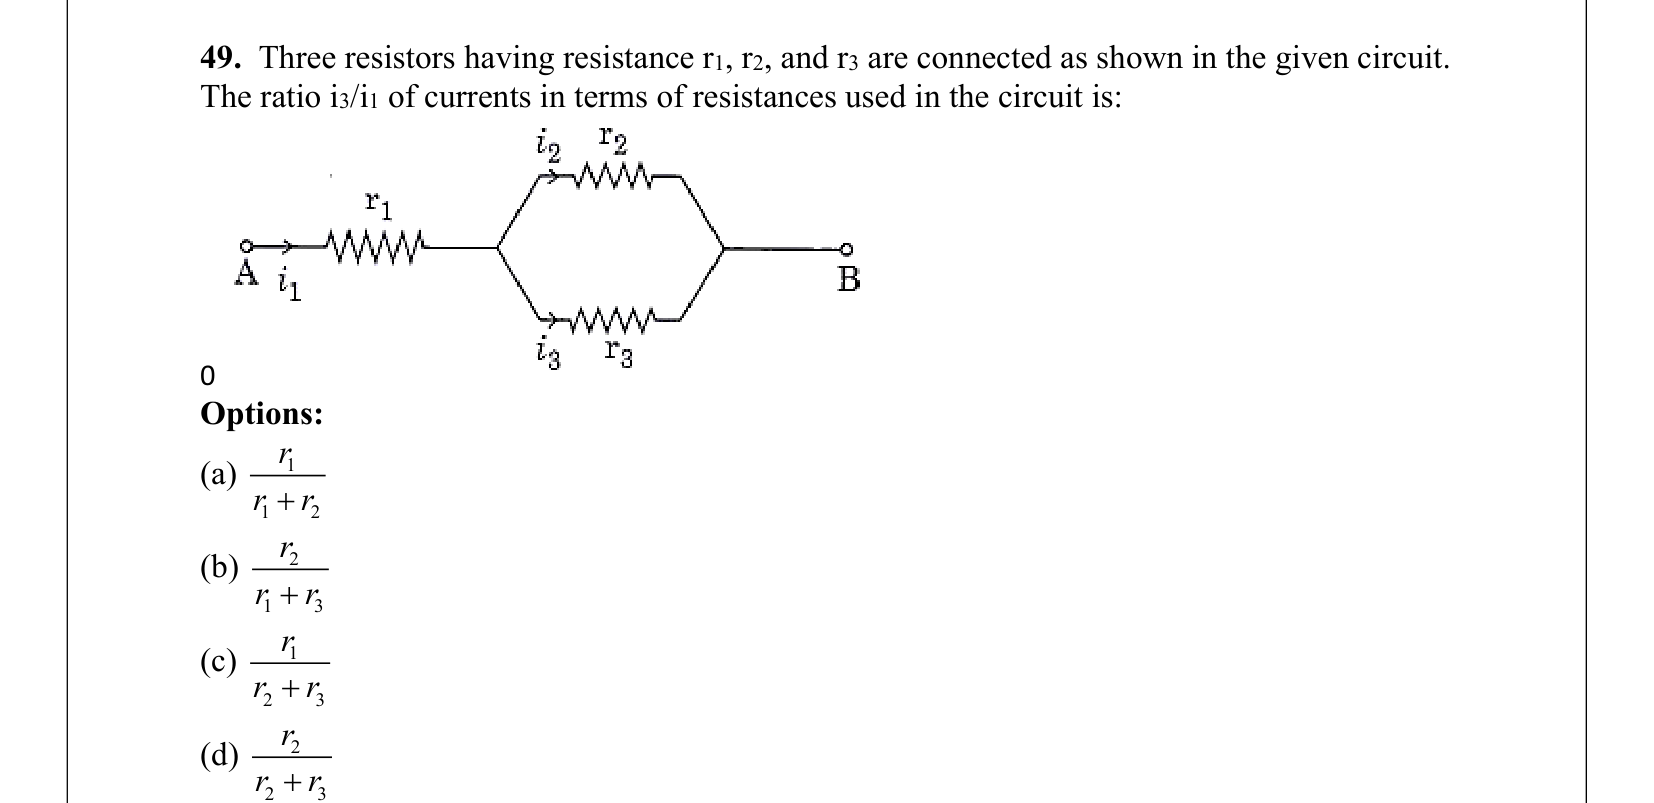 49. Three resistors having resistance r₁, r₂, and r₃ are connected as shown in the given circuit.
The ratio i₃/i₁ of currents in terms of resistances used in the circuit is:
i₂ r₂
r₁
A i₁
B
i₃ r₃
0
Options:
(a) r₁ / (r₁ + r₂)
(b) r₂ / (r₁ + r₃)
(c) r₁ / (r₂ + r₃)
(d) r₂ / (r₂ + r₃)